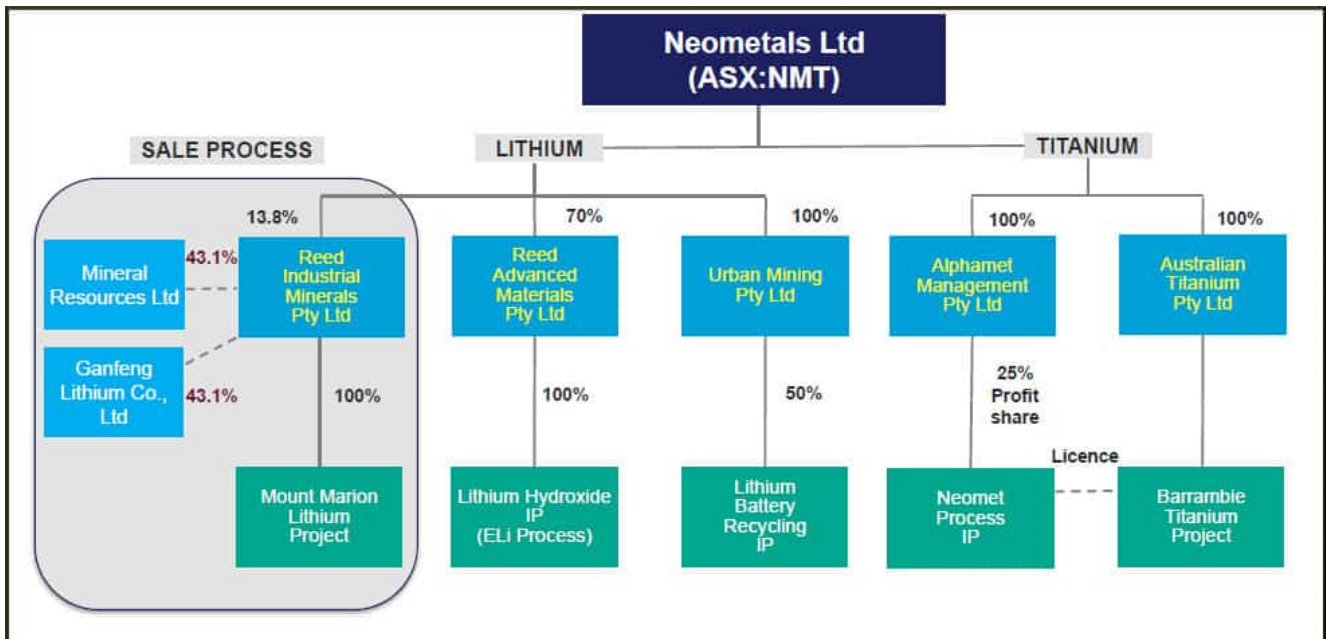 Neometals Ltd
(ASX:NMT)
SALE PROCESS
LITHIUM
TITANIUM
13.8%
70%
100%
100%
100%
Mineral
Resources Ltd
43.1%
Reed
Industrial
Minerals
Pty Ltd
Reed
Advanced
Materials
Pty Ltd
Urban Mining
Pty Ltd
Alphamet
Management
Pty Ltd
Australian
Titanium
Pty Ltd
Ganfeng
Lithium Co.,
Ltd
43.1%
100%
100%
50%
25%
Profit
share
Licence
Mount Marion
Lithium
Project
Lithium Hydroxide
IP
(ELi Process)
Lithium
Battery
Recycling
IP
Neomet
Process
IP
Barrambie
Titanium
Project